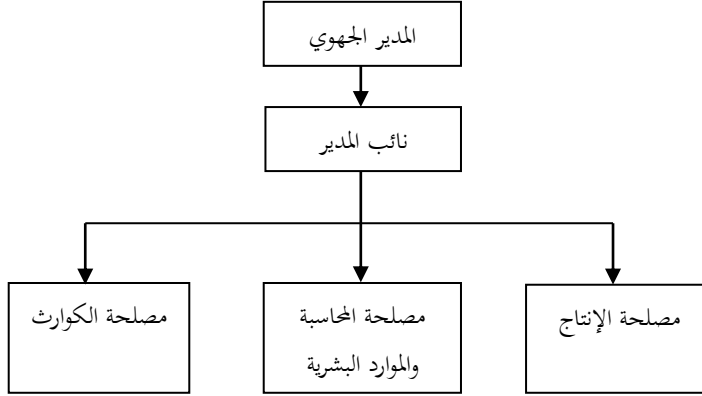 المدير الجهوي
نائب المدير
مصلحة الإنتاج
مصلحة المحاسبة
والموارد البشرية
مصلحة الكوارث